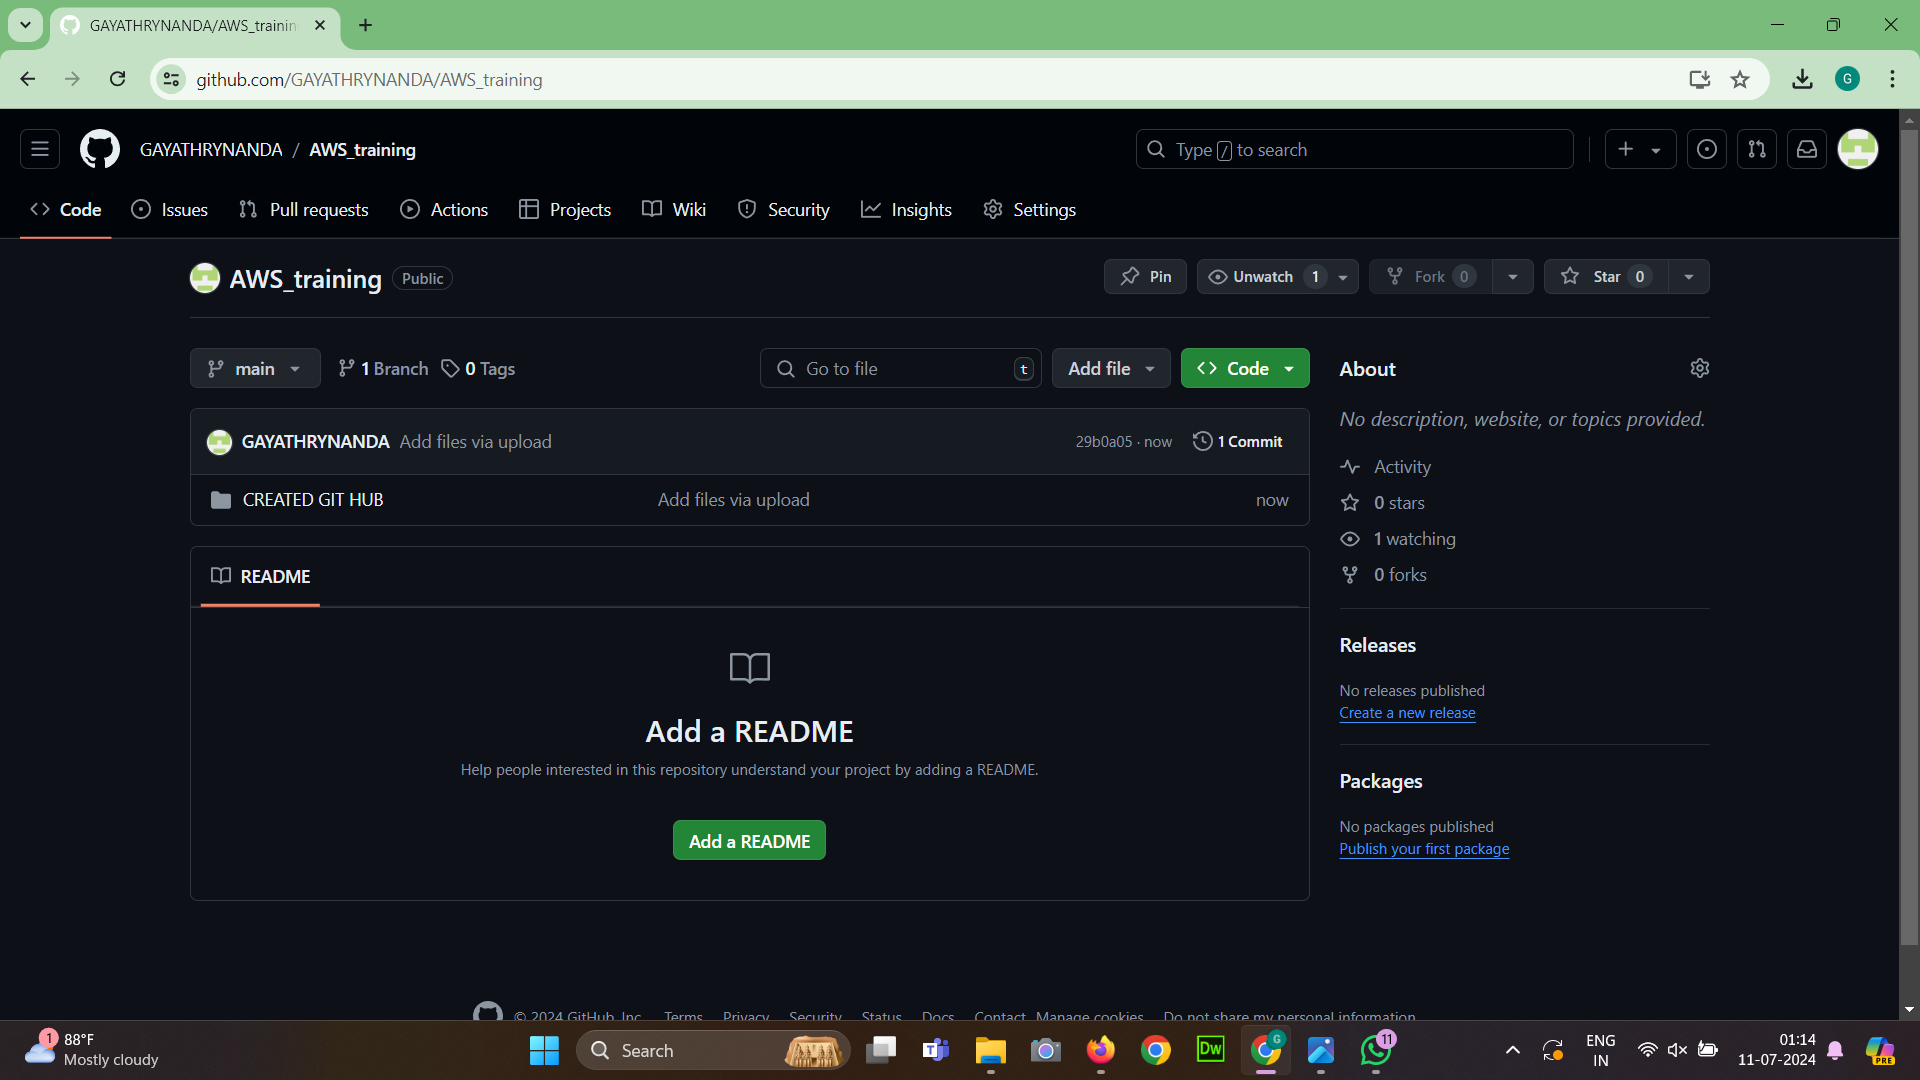 GAYATHRYNANDA/AWS_trainin
github.com/GAYATHRYNANDA/AWS_training
G
GAYATHRYNANDA / AWS_training
Type / to search
Code Issues Pull requests Actions Projects Wiki Security Insights Settings
AWS_training Public
Pin Unwatch 1 Fork 0 Star 0
main 1 Branch 0 Tags
Go to file t Add file Code
GAYATHRYNANDA Add files via upload 29b0a05 · now 1 Commit
CREATED GIT HUB Add files via upload now
README
Add a README
Help people interested in this repository understand your project by adding a README.
Add a README
About
No description, website, or topics provided.
Activity
0 stars
1 watching
0 forks
Releases
No releases published
Create a new release
Packages
No packages published
Publish your first package
© 2024 GitHub, Inc. Terms Privacy Security Status Docs Contact Manage cookies Do not share my personal information
1
88°F
Mostly cloudy
Search
T
Dw
G
11
ENG
IN
01:14
11-07-2024
PRE